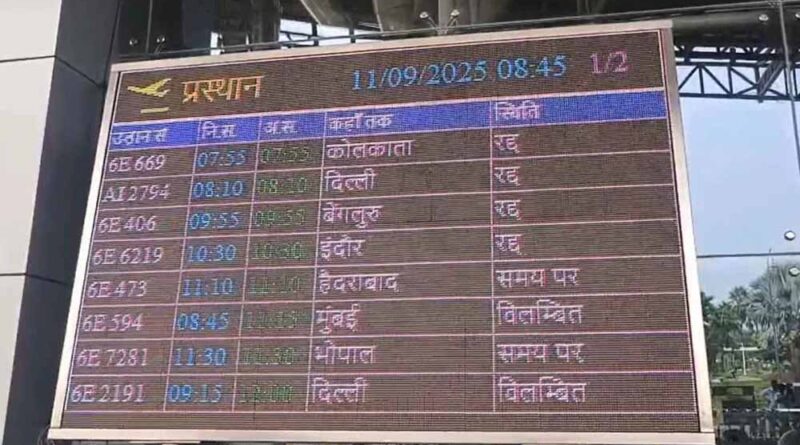 प्रस्थान 11/09/2025 08:45 1/2
उड़ान सं नि.स. अ.स. कहाँ तक स्थिति
6E 669 07:55 07:55 कोलकाता रद्द
AI 2794 08:10 08:10 दिल्ली रद्द
6E 406 09:55 09:55 बेंगलुरु रद्द
6E 6219 10:30 10:30 इंदौर रद्द
6E 473 11:10 11:10 हैदराबाद समय पर
6E 594 08:45 मुंबई विलम्बित
6E 7281 11:30 11:30 भोपाल समय पर
6E 2191 09:15 12:00 दिल्ली विलम्बित